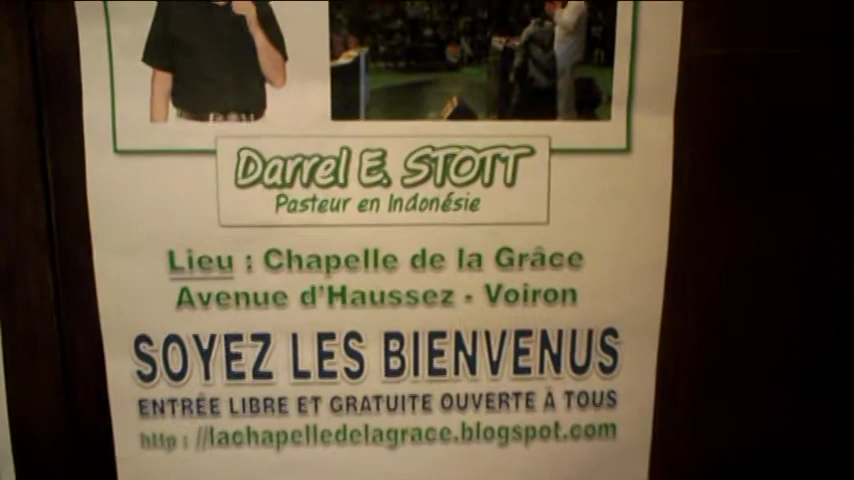 Darrel E. STOTT
Pasteur en Indonésie
Lieu : Chapelle de la Grâce
Avenue d'Haussez - Voiron
SOYEZ LES BIENVENUS
ENTRÉE LIBRE ET GRATUITE OUVERTE À TOUS
http : //lachapelledelagrace.blogspot.com